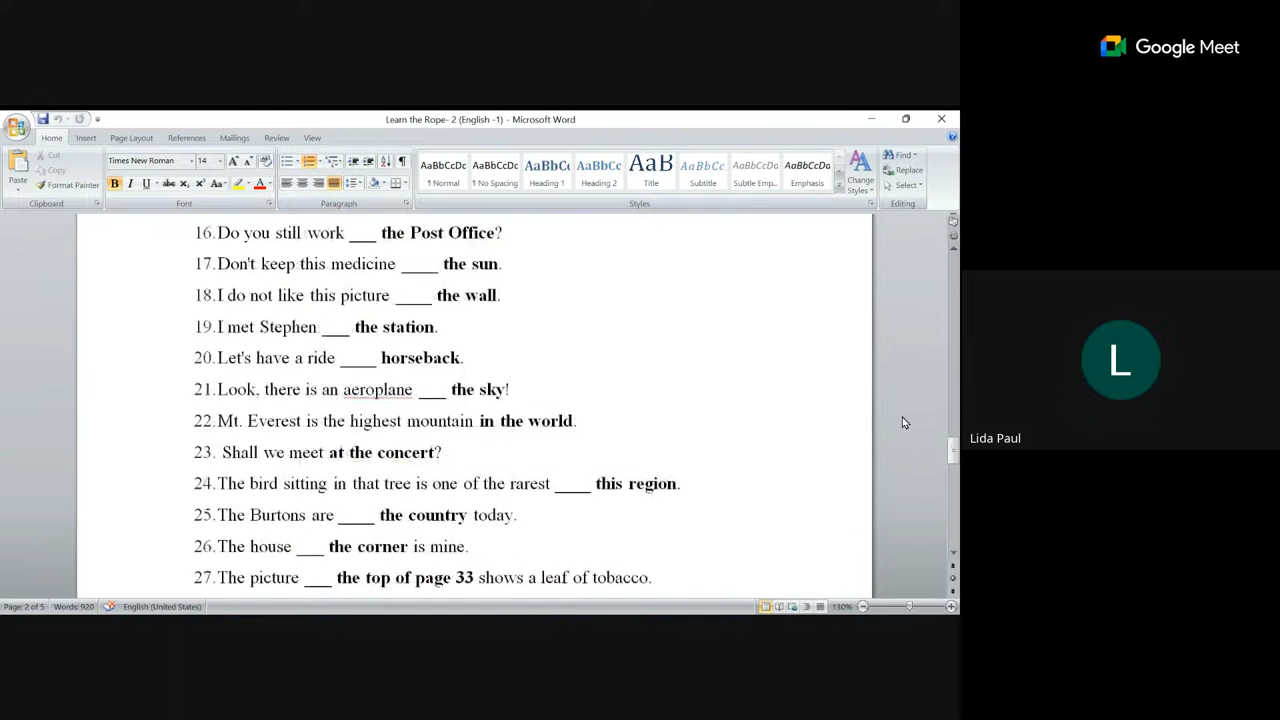 Google Meet
Learn the Rope- 2 (English -1) - Microsoft Word
Home Insert Page Layout References Mailings Review View
Paste
Cut
Copy
Format Painter
Clipboard
Times New Roman 14
Font
Paragraph
AaBbCcDc AaBbCcDc AaBbCc AaBbCc AaB AaBbCc. AaBbCcDc AaBbCcDc
¶ Normal ¶ No Spacing Heading 1 Heading 2 Title Subtitle Subtle Emp... Emphasis
Change
Styles
Styles
Find
Replace
Select
Editing
16. Do you still work ___ the Post Office?
17. Don't keep this medicine ____ the sun.
18. I do not like this picture ____ the wall.
19. I met Stephen ___ the station.
20. Let's have a ride ____ horseback.
21. Look, there is an aeroplane ___ the sky!
22. Mt. Everest is the highest mountain in the world.
23. Shall we meet at the concert?
24. The bird sitting in that tree is one of the rarest ____ this region.
25. The Burtons are ____ the country today.
26. The house ___ the corner is mine.
27. The picture ___ the top of page 33 shows a leaf of tobacco.
Page: 2 of 5 Words: 920 English (United States) 130%
L
Lida Paul